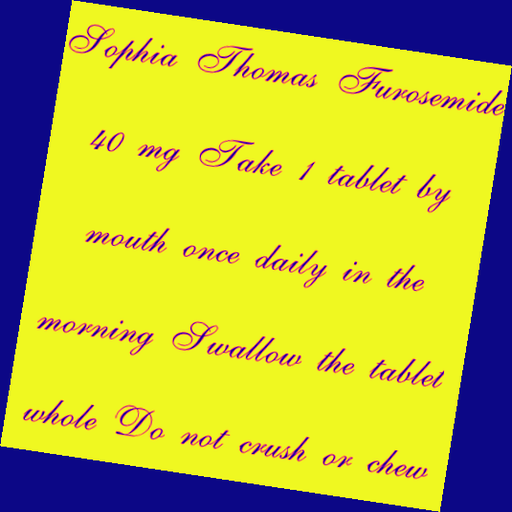 Sophia Thomas Furosemide
40 mg Take 1 tablet by
mouth once daily in the
morning Swallow the tablet
whole Do not crush or chew